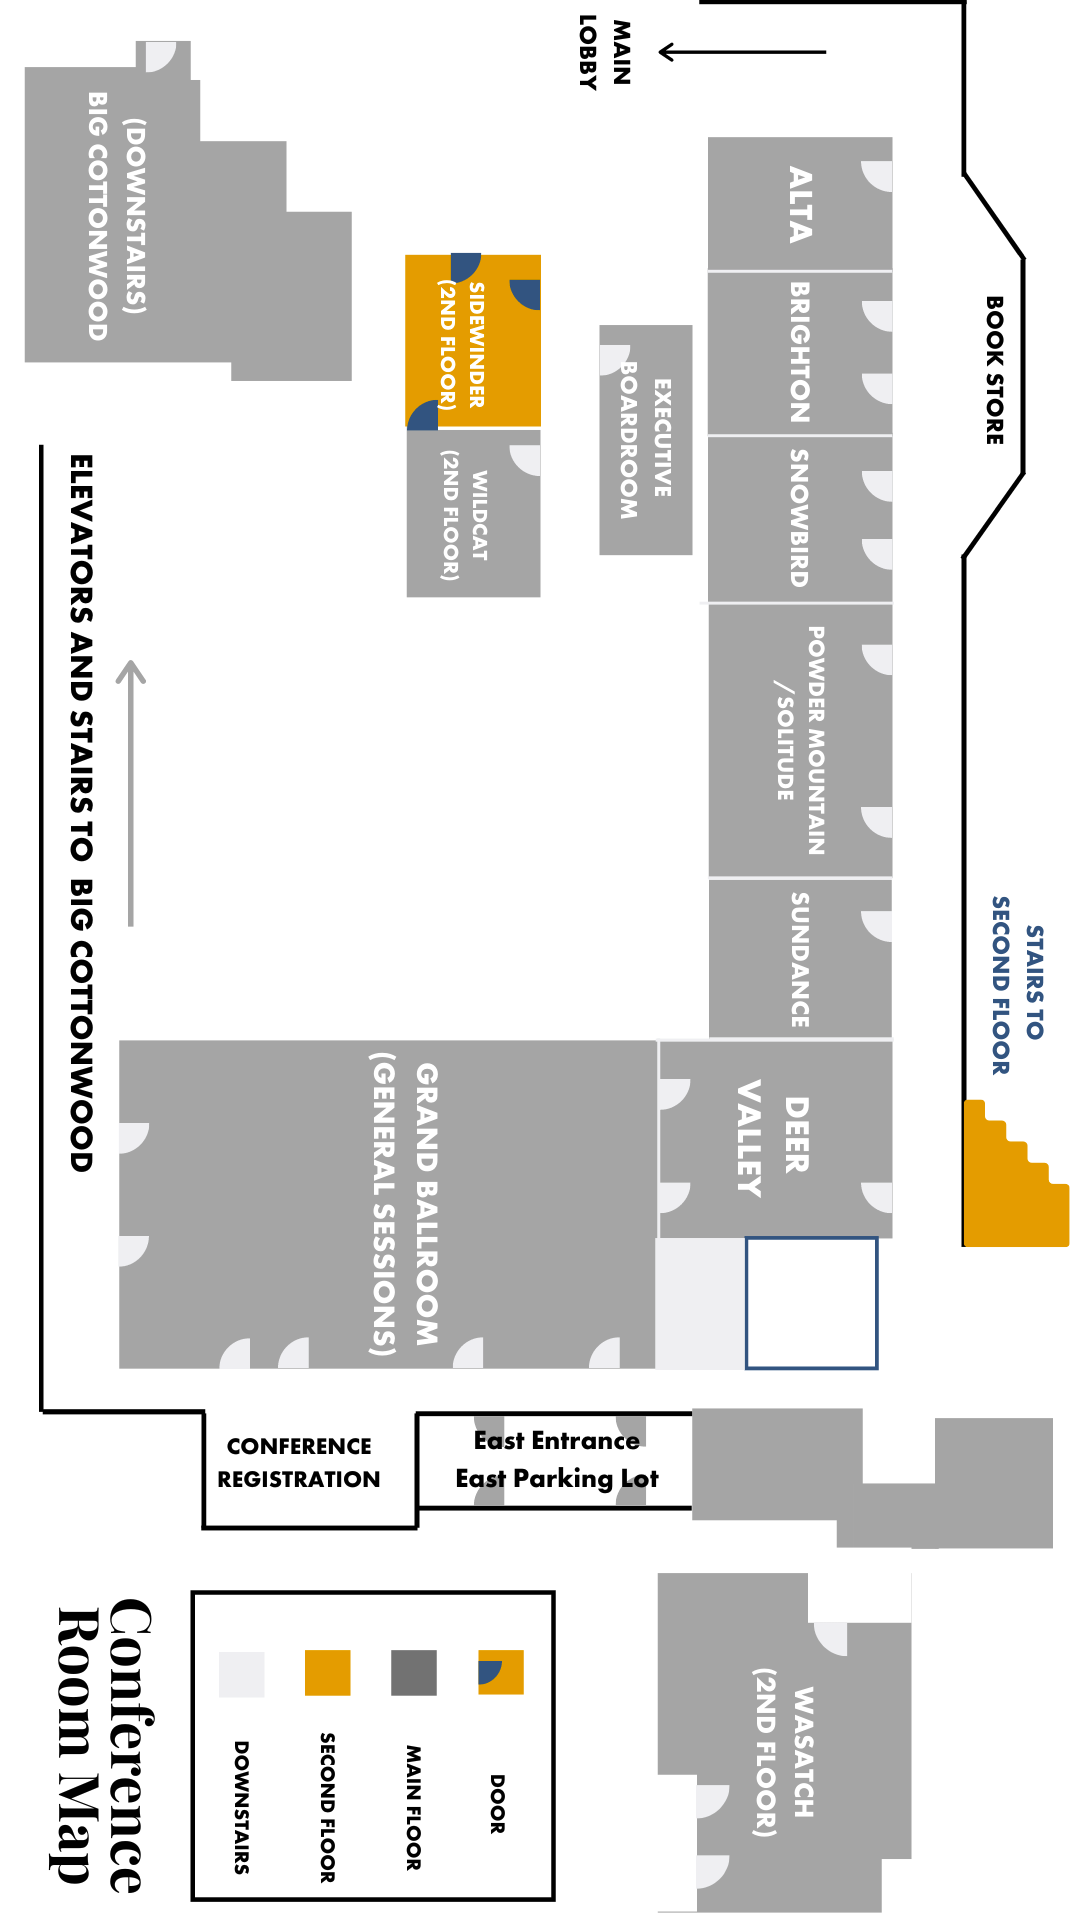 MAIN
LOBBY
(DOWNSTAIRS)
BIG COTTONWOOD
ALTA
BRIGHTON
SNOWBIRD
POWDER MOUNTAIN
/SOLITUDE
SUNDANCE
DEER
VALLEY
BOOK STORE
SIDEWINDER
(2ND FLOOR)
WILDCAT
(2ND FLOOR)
EXECUTIVE
BOARDROOM
STAIRS TO
SECOND FLOOR
ELEVATORS AND STAIRS TO BIG COTTONWOOD
GRAND BALLROOM
(GENERAL SESSIONS)
CONFERENCE
REGISTRATION
East Entrance
East Parking Lot
WASATCH
(2ND FLOOR)
DOOR
MAIN FLOOR
SECOND FLOOR
DOWNSTAIRS
Conference
Room Map